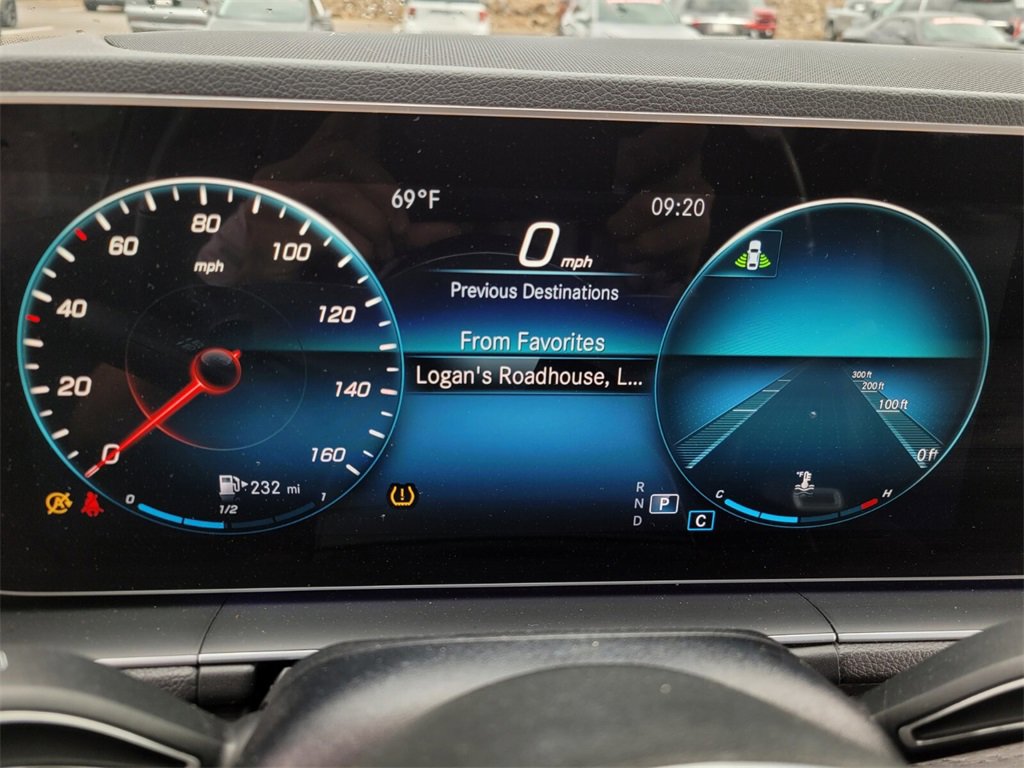 69°F
09:20
0 mph
Previous Destinations
From Favorites
Logan's Roadhouse, L...
0
20
40
60
80
100
120
140
160
mph
232 mi
0
1/2
1
R
N
D
P
C
300 ft
200 ft
100 ft
0 ft
°F
C
H